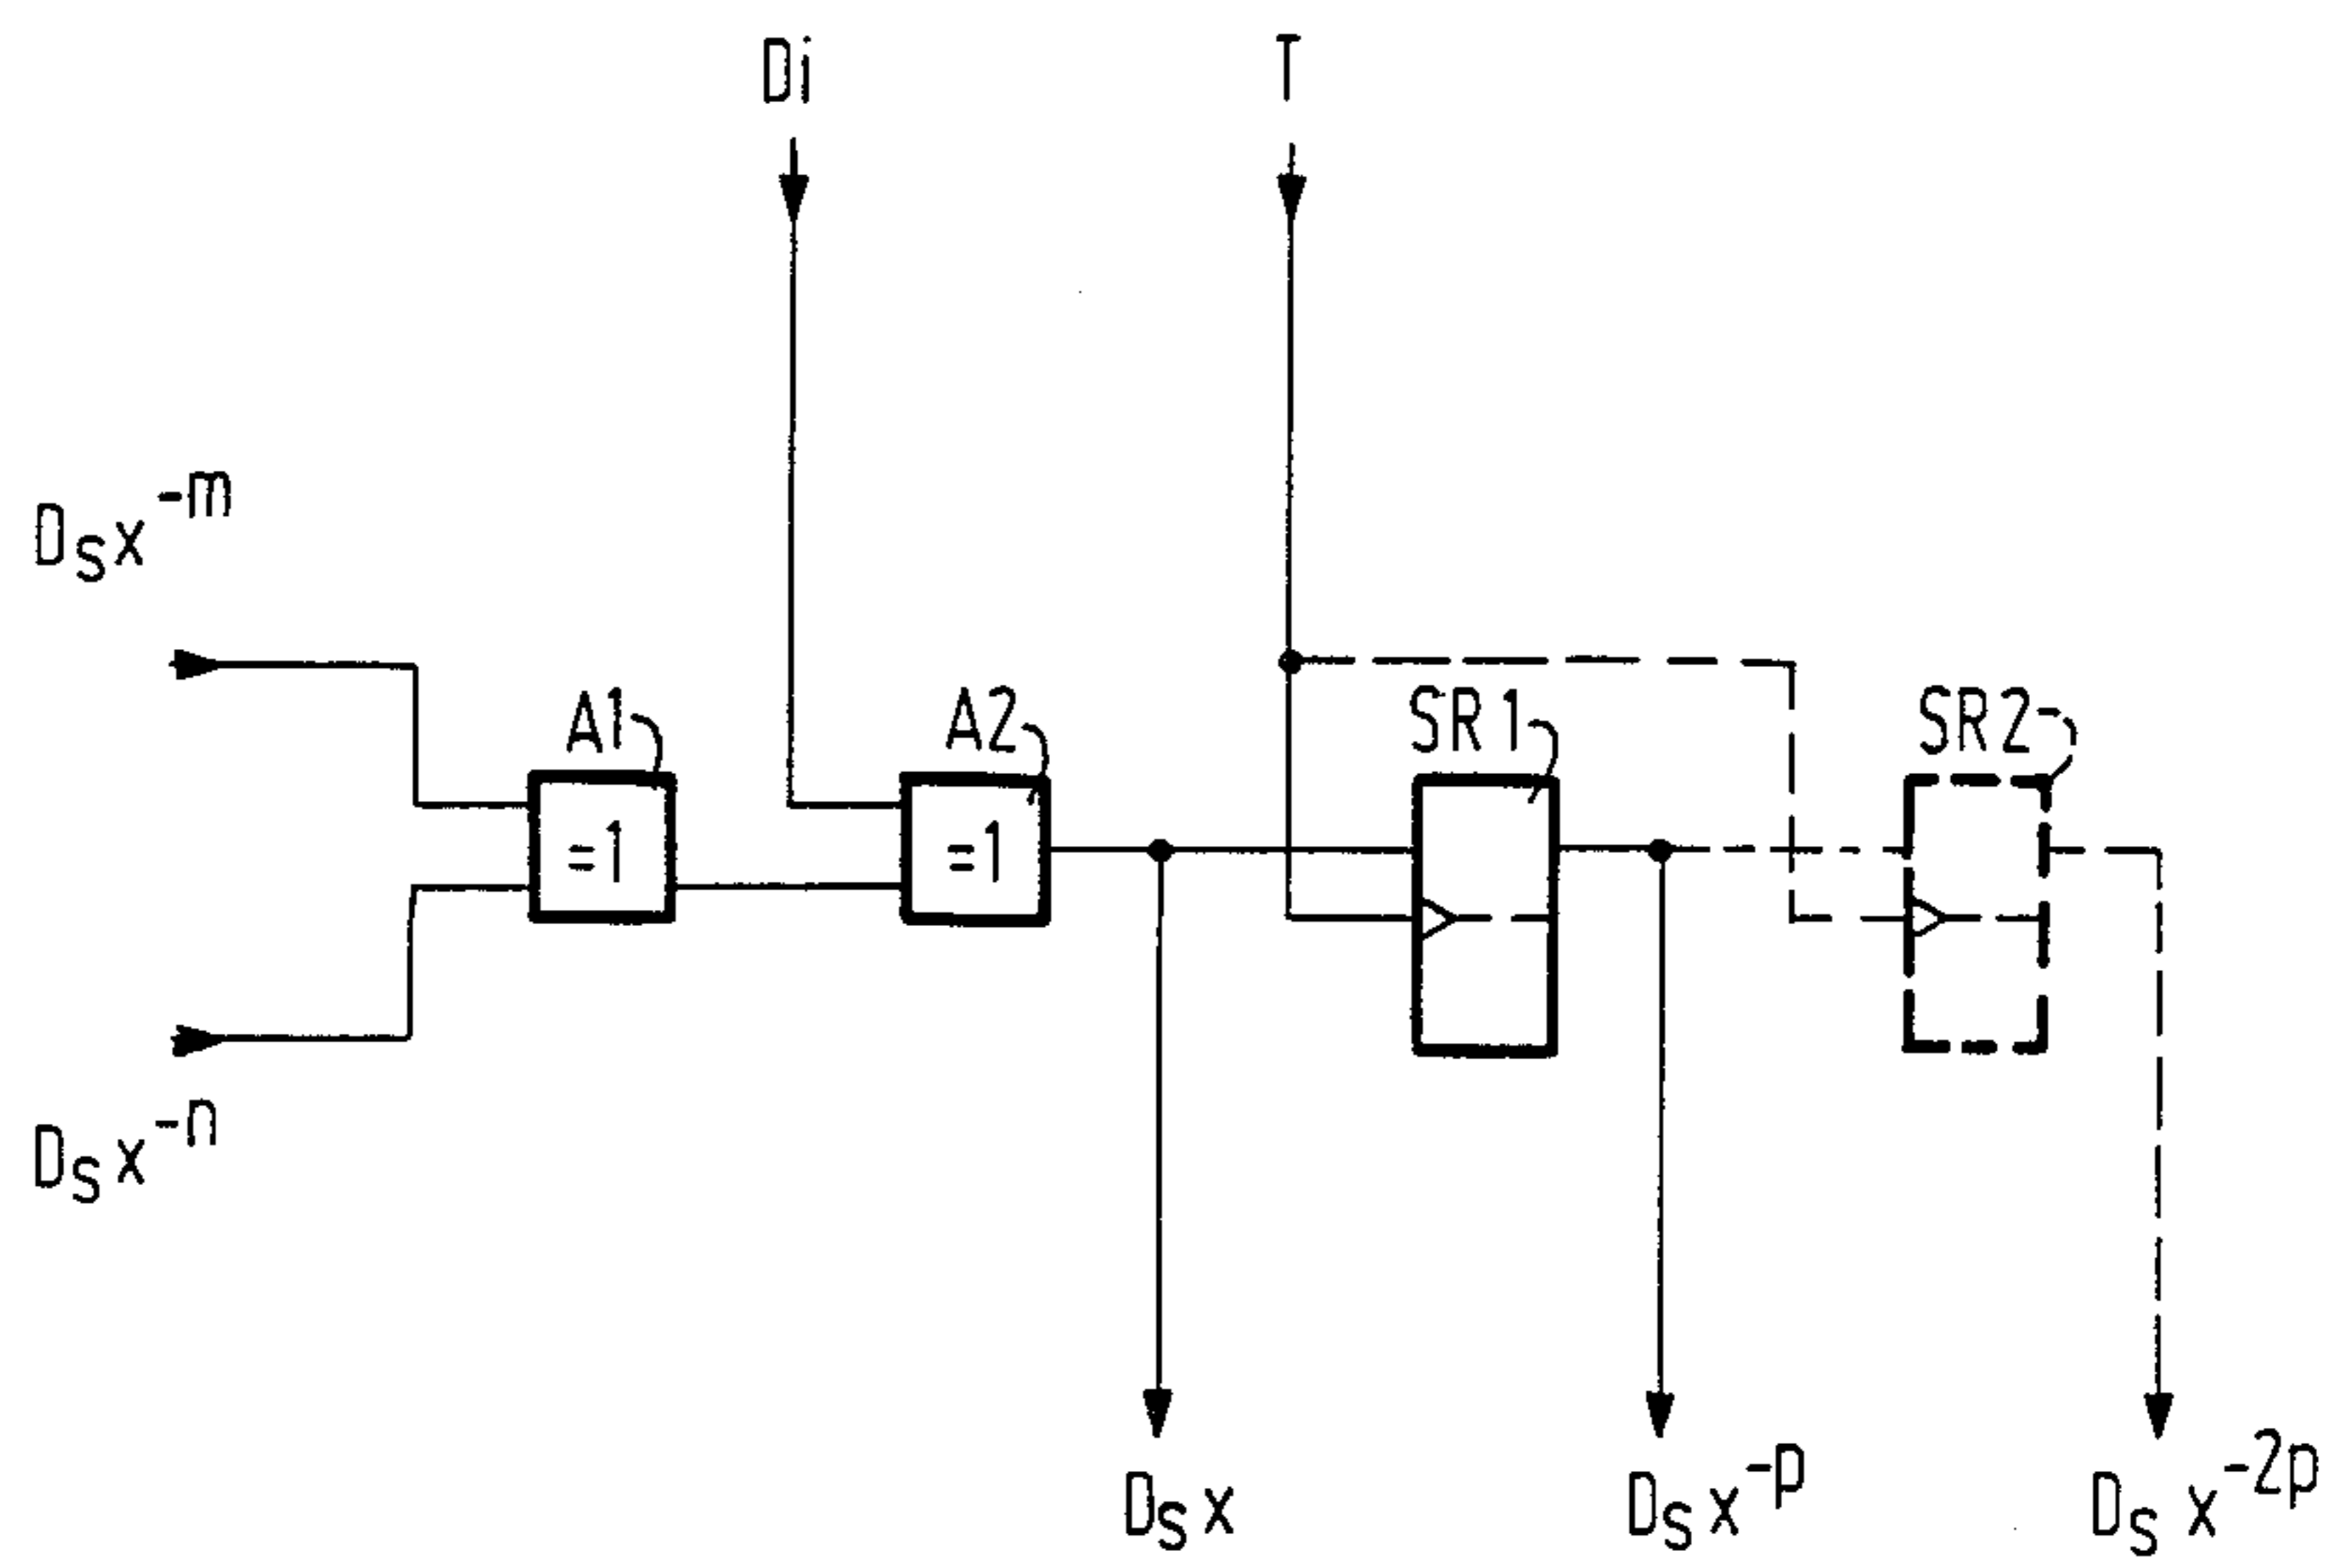 Di
T
Dsx⁻ᵐ
A1
A2
SR1
SR2
=1
=1
Dsx⁻ⁿ
Dsx
Dsx⁻ᵖ
Dsx⁻²ᵖ